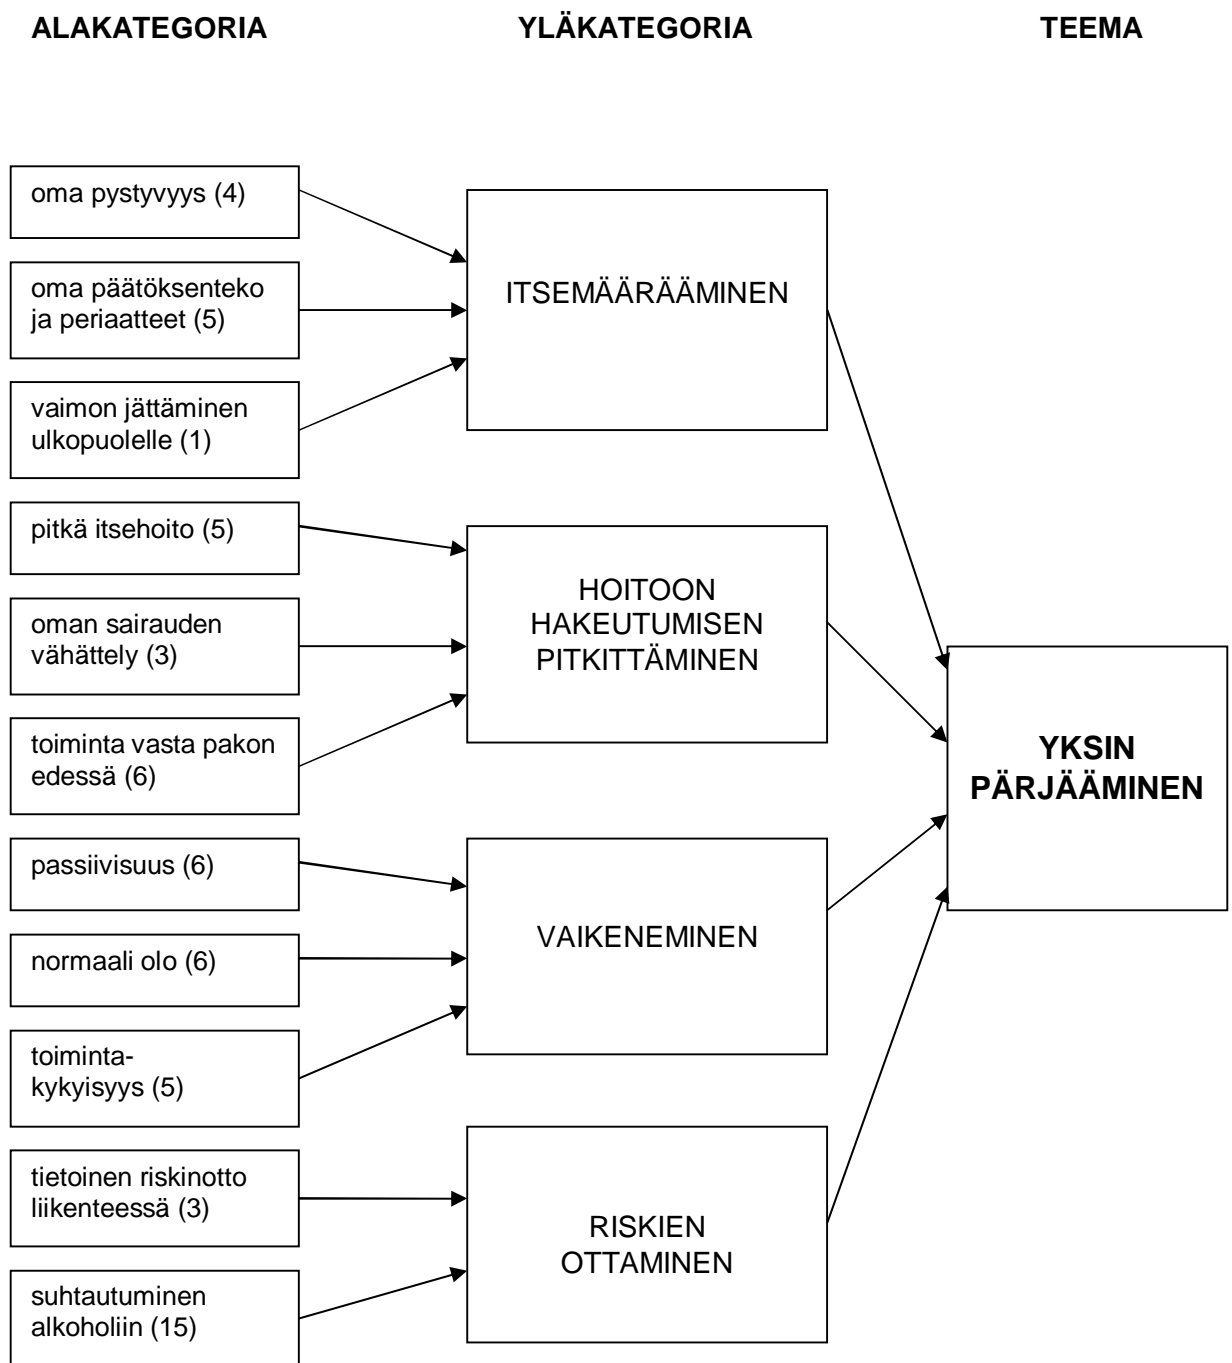 ALAKATEGORIA
YLÄKATEGORIA
TEEMA
oma pystyvyys (4)
oma päätöksenteko
ja periaatteet (5)
vaimon jättäminen
ulkopuolelle (1)
ITSEMÄÄRÄÄMINEN
pitkä itsehoito (5)
oman sairauden
vähättely (3)
toiminta vasta pakon
edessä (6)
HOITOON
HAKEUTUMISEN
PITKITTÄMINEN
passiivisuus (6)
normaali olo (6)
toiminta-
kykyisyys (5)
VAIKENEMINEN
tietoinen riskinotto
liikenteessä (3)
suhtautuminen
alkoholiin (15)
RISKIEN
OTTAMINEN
YKSIN
PÄRJÄÄMINEN